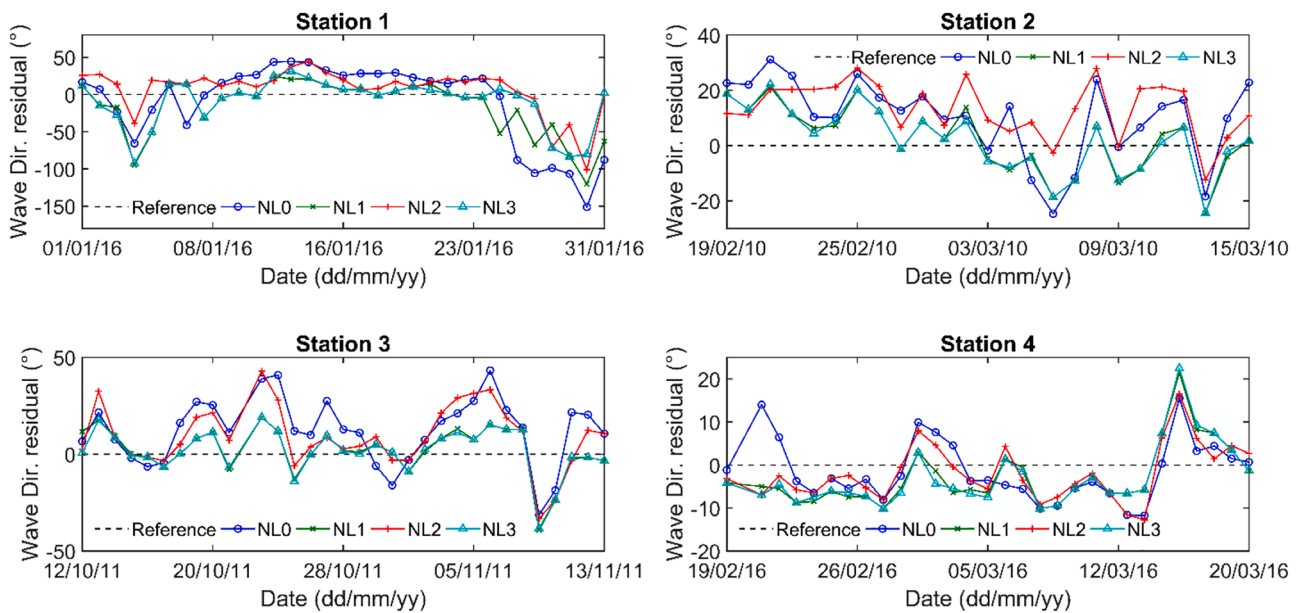 Station 1
Wave Dir. residual (°)
50
0
-50
-100
-150
Reference NL0 NL1 NL2 NL3
01/01/16 08/01/16 16/01/16 23/01/16 31/01/16
Date (dd/mm/yy)
Station 2
Wave Dir. residual (°)
40
20
0
-20
Reference NL0 NL1 NL2 NL3
19/02/10 25/02/10 03/03/10 09/03/10 15/03/10
Date (dd/mm/yy)
Station 3
Wave Dir. residual (°)
50
0
-50
Reference NL0 NL1 NL2 NL3
12/10/11 20/10/11 28/10/11 05/11/11 13/11/11
Date (dd/mm/yy)
Station 4
Wave Dir. residual (°)
20
10
0
-10
-20
Reference NL0 NL1 NL2 NL3
19/02/16 26/02/16 05/03/16 12/03/16 20/03/16
Date (dd/mm/yy)